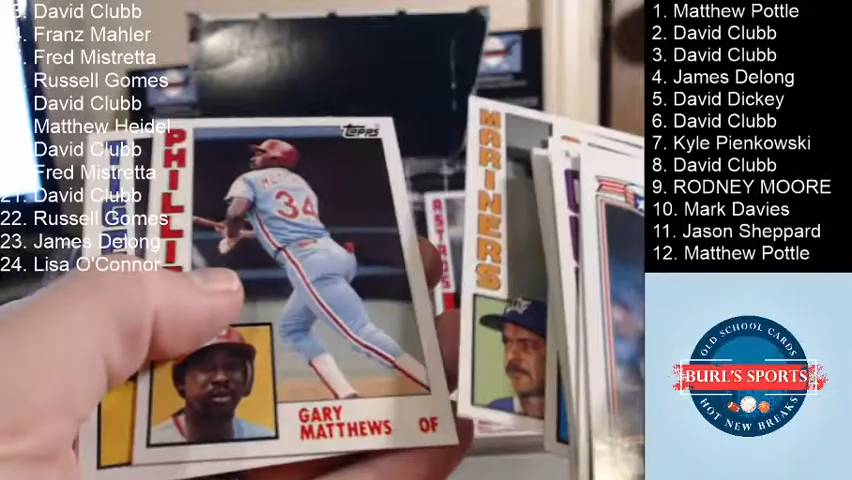 David Clubb
Franz Mahler
Fred Mistretta
Russell Gomes
David Clubb
Matthew Heidel
David Clubb
Fred Mistretta
21. David Clubb
22. Russell Gomes
23. James Delong
24. Lisa O'Connor
1. Matthew Pottle
2. David Clubb
3. David Clubb
4. James Delong
5. David Dickey
6. David Clubb
7. Kyle Pienkowski
8. David Clubb
9. RODNEY MOORE
10. Mark Davies
11. Jason Sheppard
12. Matthew Pottle
TOPPS
PHILLI
34
GARY
MATTHEWS OF
ASTROS
MARINERS
OLD SCHOOL CARDS
BURL'S SPORTS
HOT NEW BREAKS